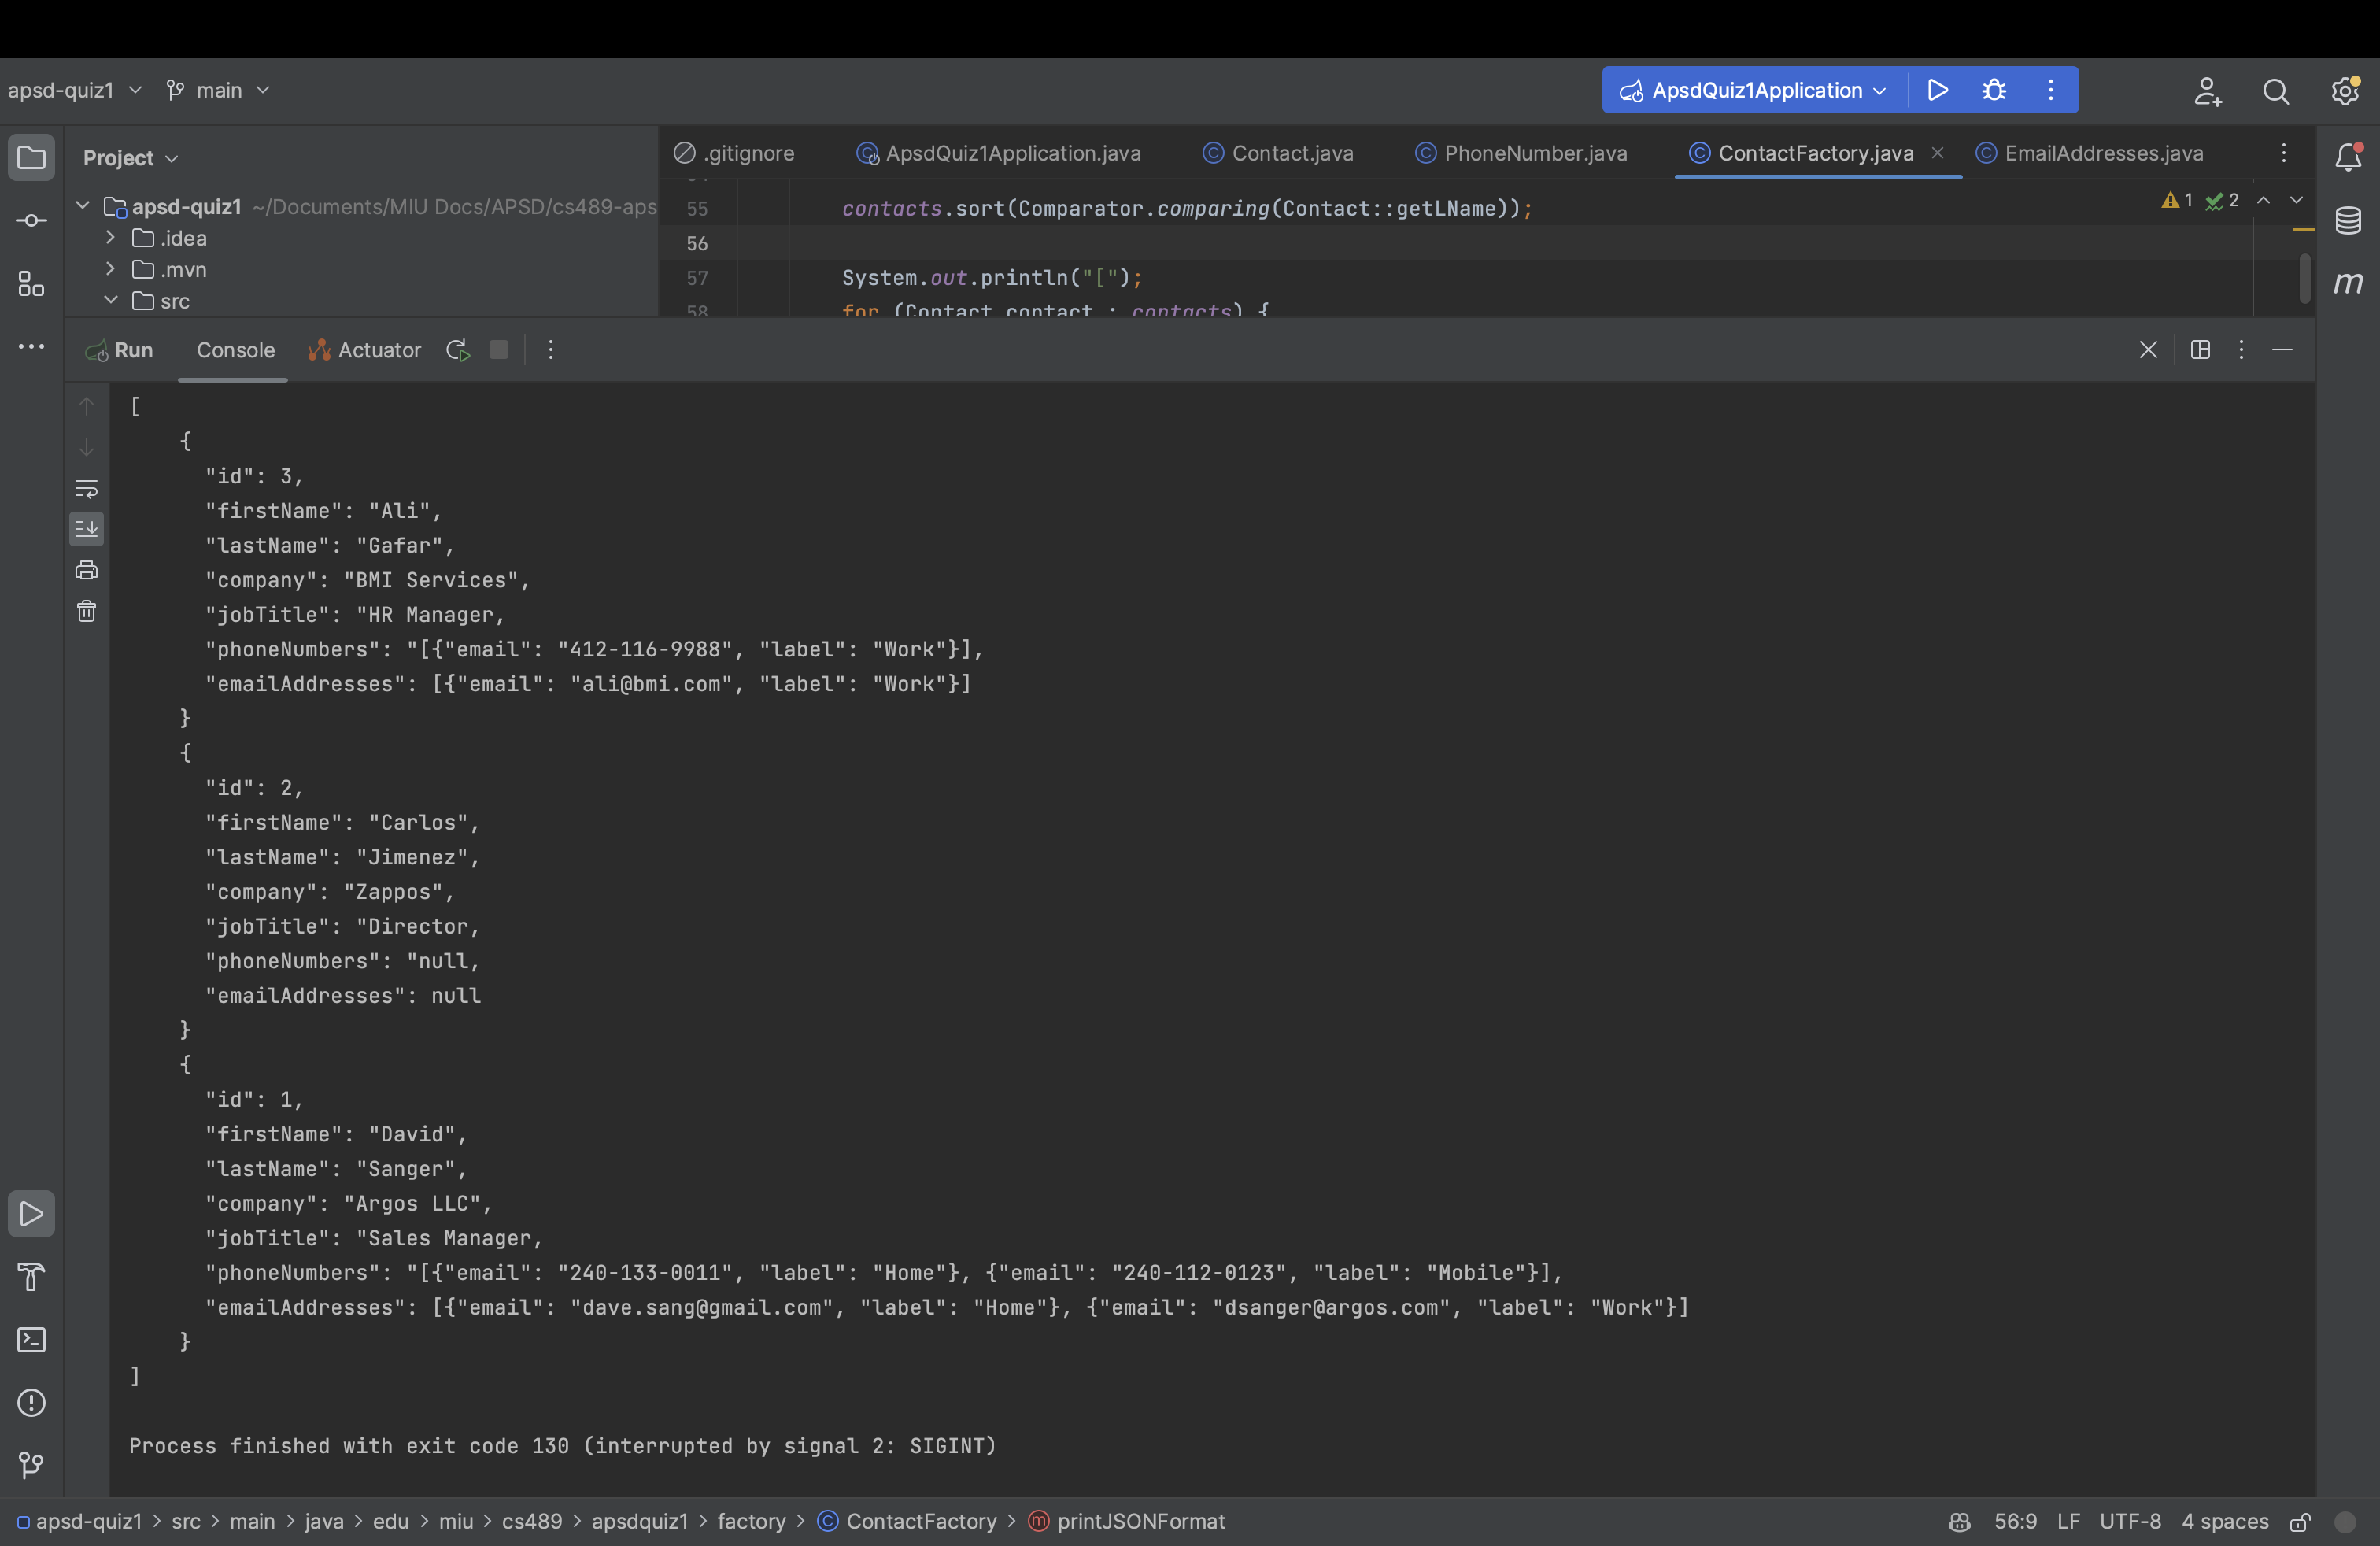 apsd-quiz1 main ApsdQuiz1Application
Project
.gitignore ApsdQuiz1Application.java Contact.java PhoneNumber.java ContactFactory.java EmailAddresses.java
apsd-quiz1 ~/Documents/MIU Docs/APSD/cs489-aps
.idea
.mvn
src
55 contacts.sort(Comparator.comparing(Contact::getLName));
1 2
56
57 System.out.println("[");
58 for (Contact contact : contacts) {
Run Console Actuator
[
{
"id": 3,
"firstName": "Ali",
"lastName": "Gafar",
"company": "BMI Services",
"jobTitle": "HR Manager,
"phoneNumbers": "[{"email": "412-116-9988", "label": "Work"}],
"emailAddresses": [{"email": "ali@bmi.com", "label": "Work"}]
}
{
"id": 2,
"firstName": "Carlos",
"lastName": "Jimenez",
"company": "Zappos",
"jobTitle": "Director,
"phoneNumbers": "null,
"emailAddresses": null
}
{
"id": 1,
"firstName": "David",
"lastName": "Sanger",
"company": "Argos LLC",
"jobTitle": "Sales Manager,
"phoneNumbers": "[{"email": "240-133-0011", "label": "Home"}, {"email": "240-112-0123", "label": "Mobile"}],
"emailAddresses": [{"email": "dave.sang@gmail.com", "label": "Home"}, {"email": "dsanger@argos.com", "label": "Work"}]
}
]
Process finished with exit code 130 (interrupted by signal 2: SIGINT)
apsd-quiz1 > src > main > java > edu > miu > cs489 > apsdquiz1 > factory > ContactFactory > printJSONFormat 56:9 LF UTF-8 4 spaces